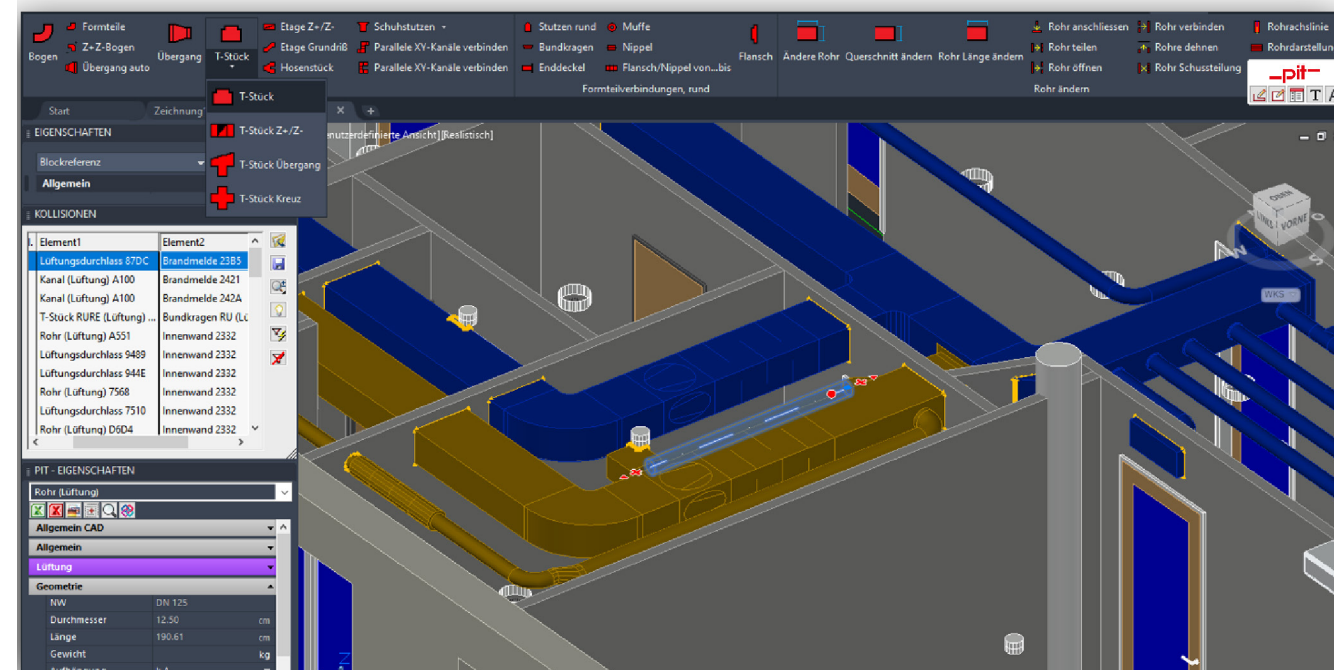 Formteile
Etage Z+/Z-
Schuhstutzen
Stutzen rund
Muffe
Rohr anschliessen
Rohr verbinden
Rohrachslinie
Z+Z-Bogen
Etage Grundriß
Parallele XY-Kanäle verbinden
Bundkragen
Nippel
Rohr teilen
Rohre dehnen
Rohrdarstellun
Bogen
Übergang auto
Übergang
T-Stück
Hosenstück
Parallele XY-Kanäle verbinden
Enddeckel
Flansch/Nippel von...bis
Flansch
Ändere Rohr
Querschnitt ändern
Rohr Länge ändern
Rohr öffnen
Rohr Schussteilung
Formteilverbindungen, rund
Rohr ändern
pit
T-Stück
T-Stück Z+/Z-
T-Stück Übergang
T-Stück Kreuz
Start
Zeichnung
EIGENSCHAFTEN
nutzerdefinierte Ansicht][Realistisch]
Blockreferenz
Allgemein
KOLLISIONEN
Element1 Element2
Lüftungsdurchlass 87DC Brandmelde 23B5
Kanal (Lüftung) A100 Brandmelde 2421
Kanal (Lüftung) A100 Brandmelde 242A
T-Stück RURE (Lüftung) ... Bundkragen RU (Lü
Rohr (Lüftung) A551 Innenwand 2332
Lüftungsdurchlass 9489 Innenwand 2332
Lüftungsdurchlass 944E Innenwand 2332
Rohr (Lüftung) 7568 Innenwand 2332
Lüftungsdurchlass 7510 Innenwand 2332
Rohr (Lüftung) D6D4 Innenwand 2332
PIT - EIGENSCHAFTEN
Rohr (Lüftung)
Allgemein CAD
Allgemein
Lüftung
Geometrie
NW DN 125
Durchmesser 12.50 cm
Länge 190.61 cm
Gewicht kg
OBEN
LINKS
VORNE
W
S
O
WKS